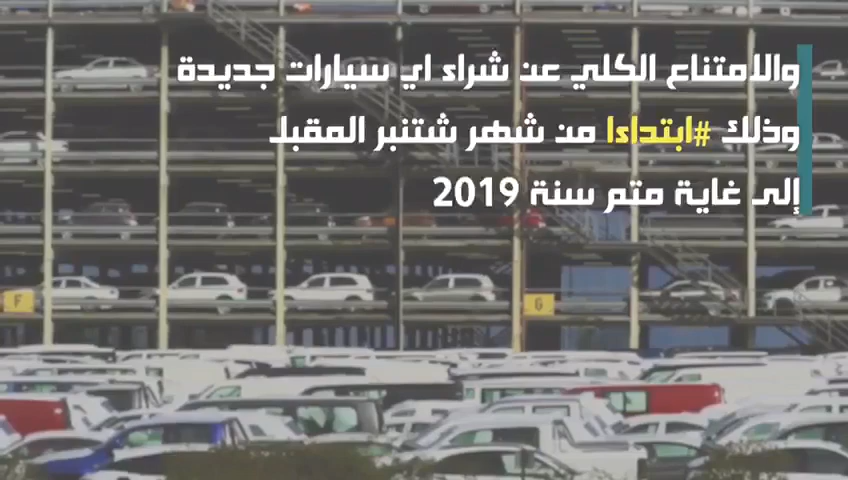 والامتناع الكلي عن شراء اي سيارات جديدة
وذلك #ابتداءا من شهر شتنبر المقبل
إلى غاية متم سنة 2019
F
G